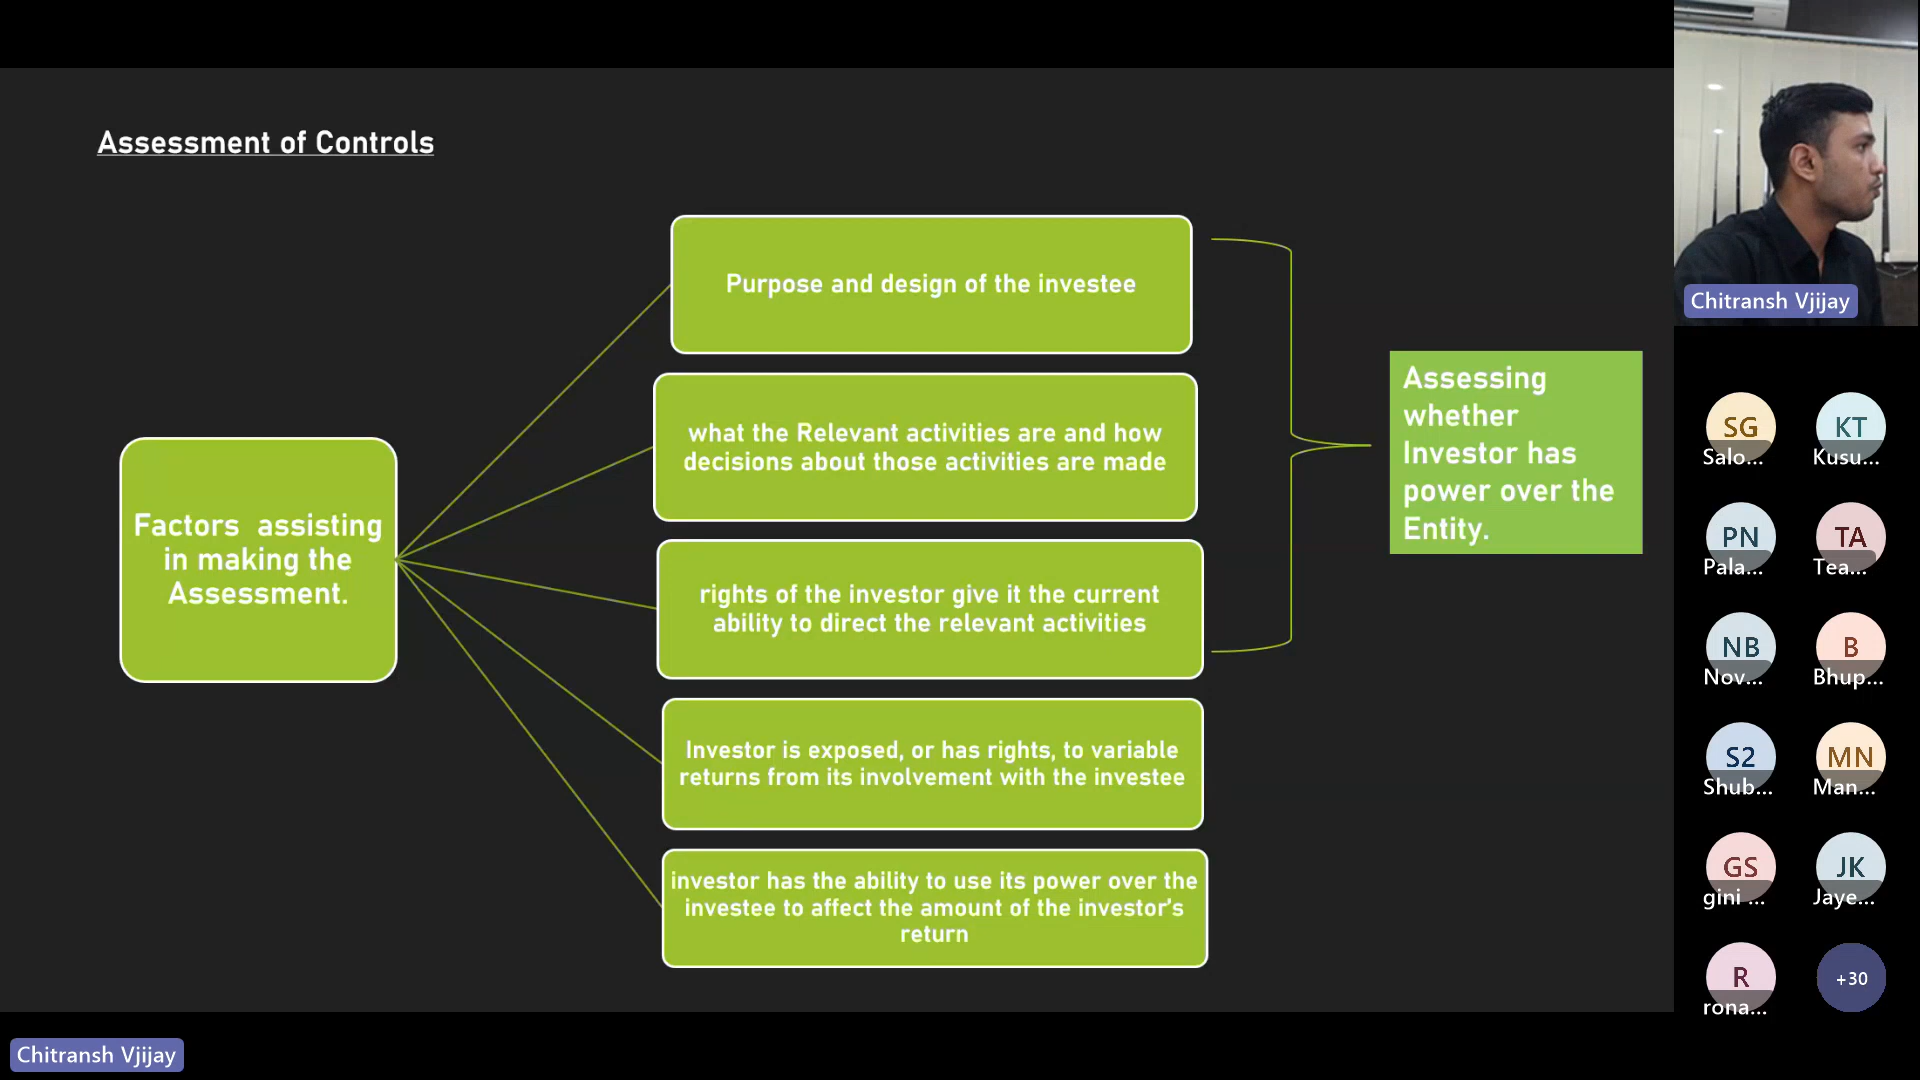 Assessment of Controls
Purpose and design of the investee
what the Relevant activities are and how
decisions about those activities are made
rights of the investor give it the current
ability to direct the relevant activities
Investor is exposed, or has rights, to variable
returns from its involvement with the investee
investor has the ability to use its power over the
investee to affect the amount of the investor's
return
Factors assisting
in making the
Assessment.
Assessing
whether
Investor has
power over the
Entity.
Chitransh Vjijay
SG
Salo...
KT
Kusu...
PN
Pala...
TA
Tea...
NB
Nov...
B
Bhup...
S2
Shub...
MN
Man...
GS
gini ...
JK
Jaye...
R
rona...
+30
Chitransh Vjijay